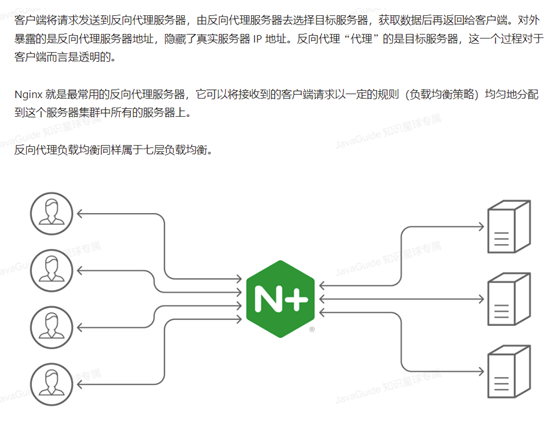 客户端将请求发送到反向代理服务器，由反向代理服务器去选择目标服务器，获取数据后再返回给客户端。对外
暴露的是反向代理服务器地址，隐藏了真实服务器 IP 地址。反向代理“代理”的是目标服务器，这一个过程对于
客户端而言是透明的。
Nginx 就是最常用的反向代理服务器，它可以将接收到的客户端请求以一定的规则（负载均衡策略）均匀地分配
到这个服务器集群中所有的服务器上。
反向代理负载均衡同样属于七层负载均衡。
N+
®
JavaGuide 知识星球专属
JavaGuide 知识星球专属
JavaGuide 知识星球专属
JavaGuide 知识星球专属